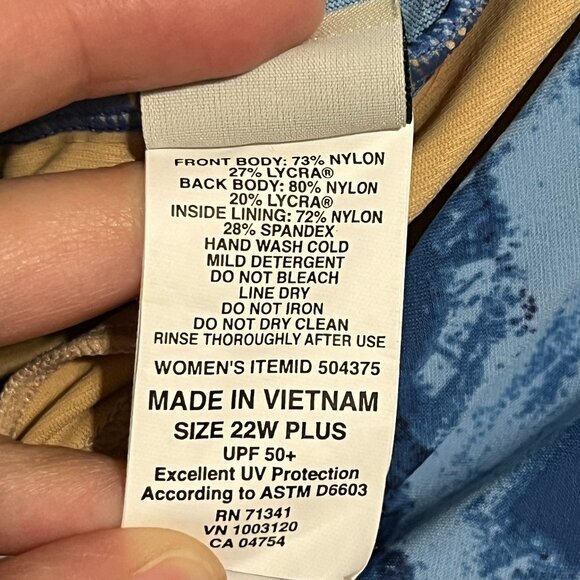 FRONT BODY: 73% NYLON
27% LYCRA®
BACK BODY: 80% NYLON
20% LYCRA®
INSIDE LINING: 72% NYLON
28% SPANDEX
HAND WASH COLD
MILD DETERGENT
DO NOT BLEACH
LINE DRY
DO NOT IRON
DO NOT DRY CLEAN
RINSE THOROUGHLY AFTER USE
WOMEN'S ITEMID 504375
MADE IN VIETNAM
SIZE 22W PLUS
UPF 50+
Excellent UV Protection
According to ASTM D6603
RN 71341
VN 1003120
CA 04754